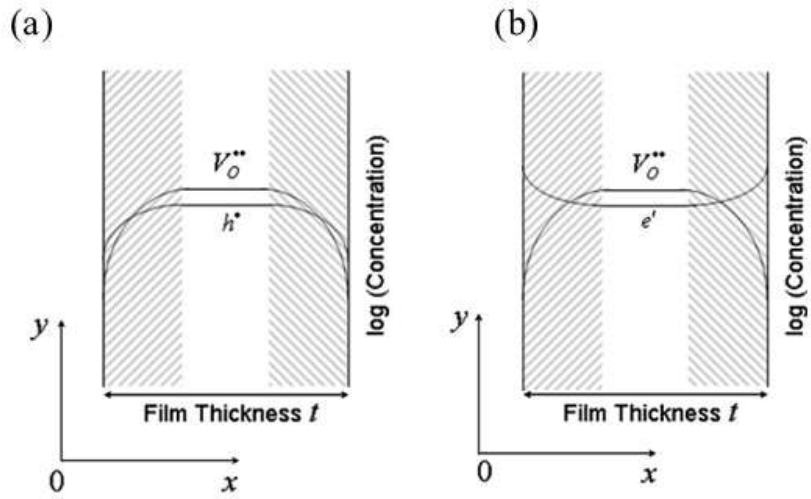 (a)
V_O^••
h^•
log (Concentration)
y
Film Thickness t
0
x
(b)
V_O^••
e'
log (Concentration)
y
Film Thickness t
0
x